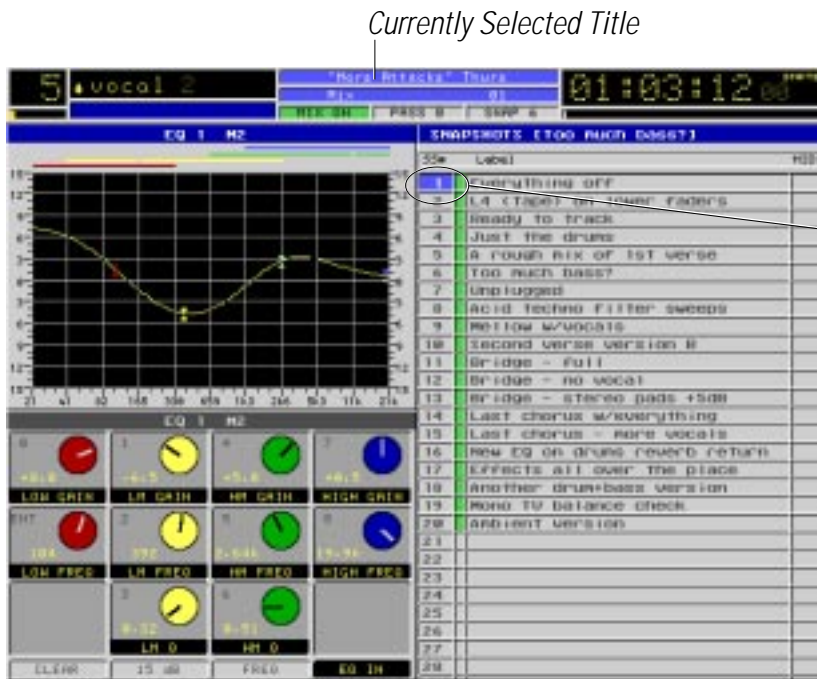 Currently Selected Title
5 vocal 2
"Mars Attacks" Thurs
Mix 01
MIX ON PASS 8 SNAP 6
01:03:12
EQ 1 M2
SNAPSHOTS [Too much bass?]
SS# Label
1 Everything off
2 L4 (Tape) on lower faders
3 Ready to track
4 Just the drums
5 A rough mix of 1st verse
6 Too much bass?
7 Unplugged
8 Acid techno filter sweeps
9 Mellow w/vocals
10 Second verse version B
11 Bridge - full
12 Bridge - no vocal
13 Bridge - stereo pads +5dB
14 Last chorus w/everything
15 Last chorus - more vocals
16 New EQ on drums reverb return
17 Effects all over the place
18 Another drum+bass version
19 Mono TV balance check
20 Ambient version
21
22
23
24
25
26
27
28
EQ 1 M2
LOW GAIN LM GAIN HM GAIN HIGH GAIN
LOW FREQ LM FREQ HM FREQ HIGH FREQ
LM Q HM Q
CLEAR 15 dB FREQ EQ IN